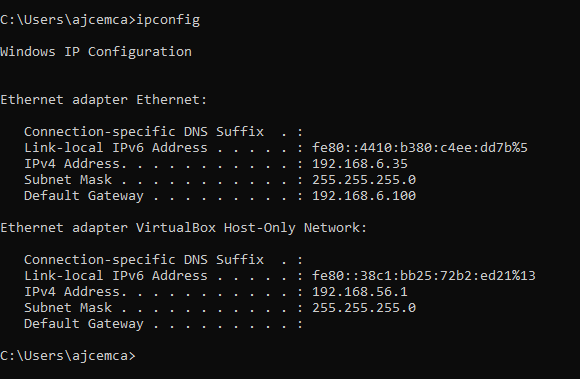 C:\Users\ajcemca>ipconfig
Windows IP Configuration
Ethernet adapter Ethernet:
Connection-specific DNS Suffix  . :
Link-local IPv6 Address . . . . . : fe80::4410:b380:c4ee:dd7b%5
IPv4 Address. . . . . . . . . . . : 192.168.6.35
Subnet Mask . . . . . . . . . . . : 255.255.255.0
Default Gateway . . . . . . . . . : 192.168.6.100
Ethernet adapter VirtualBox Host-Only Network:
Connection-specific DNS Suffix  . :
Link-local IPv6 Address . . . . . : fe80::38c1:bb25:72b2:ed21%13
IPv4 Address. . . . . . . . . . . : 192.168.56.1
Subnet Mask . . . . . . . . . . . : 255.255.255.0
Default Gateway . . . . . . . . . :
C:\Users\ajcemca>